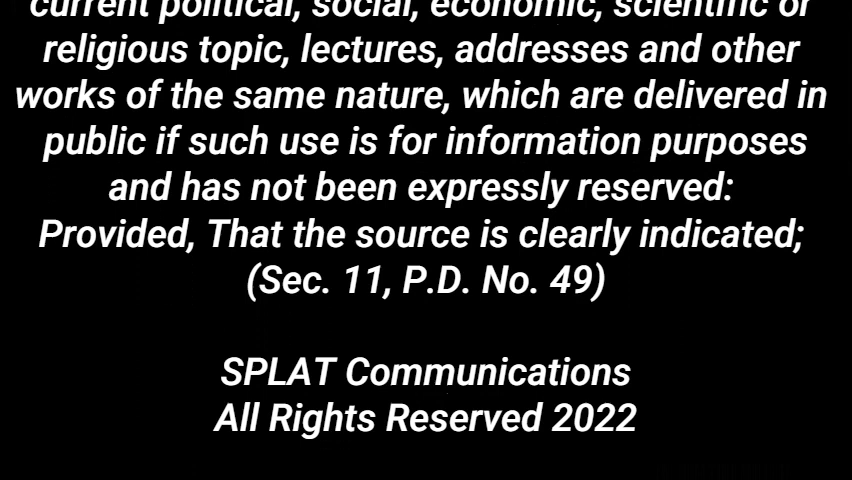 current political, social, economic, scientific or
religious topic, lectures, addresses and other
works of the same nature, which are delivered in
public if such use is for information purposes
and has not been expressly reserved:
Provided, That the source is clearly indicated;
(Sec. 11, P.D. No. 49)
SPLAT Communications
All Rights Reserved 2022